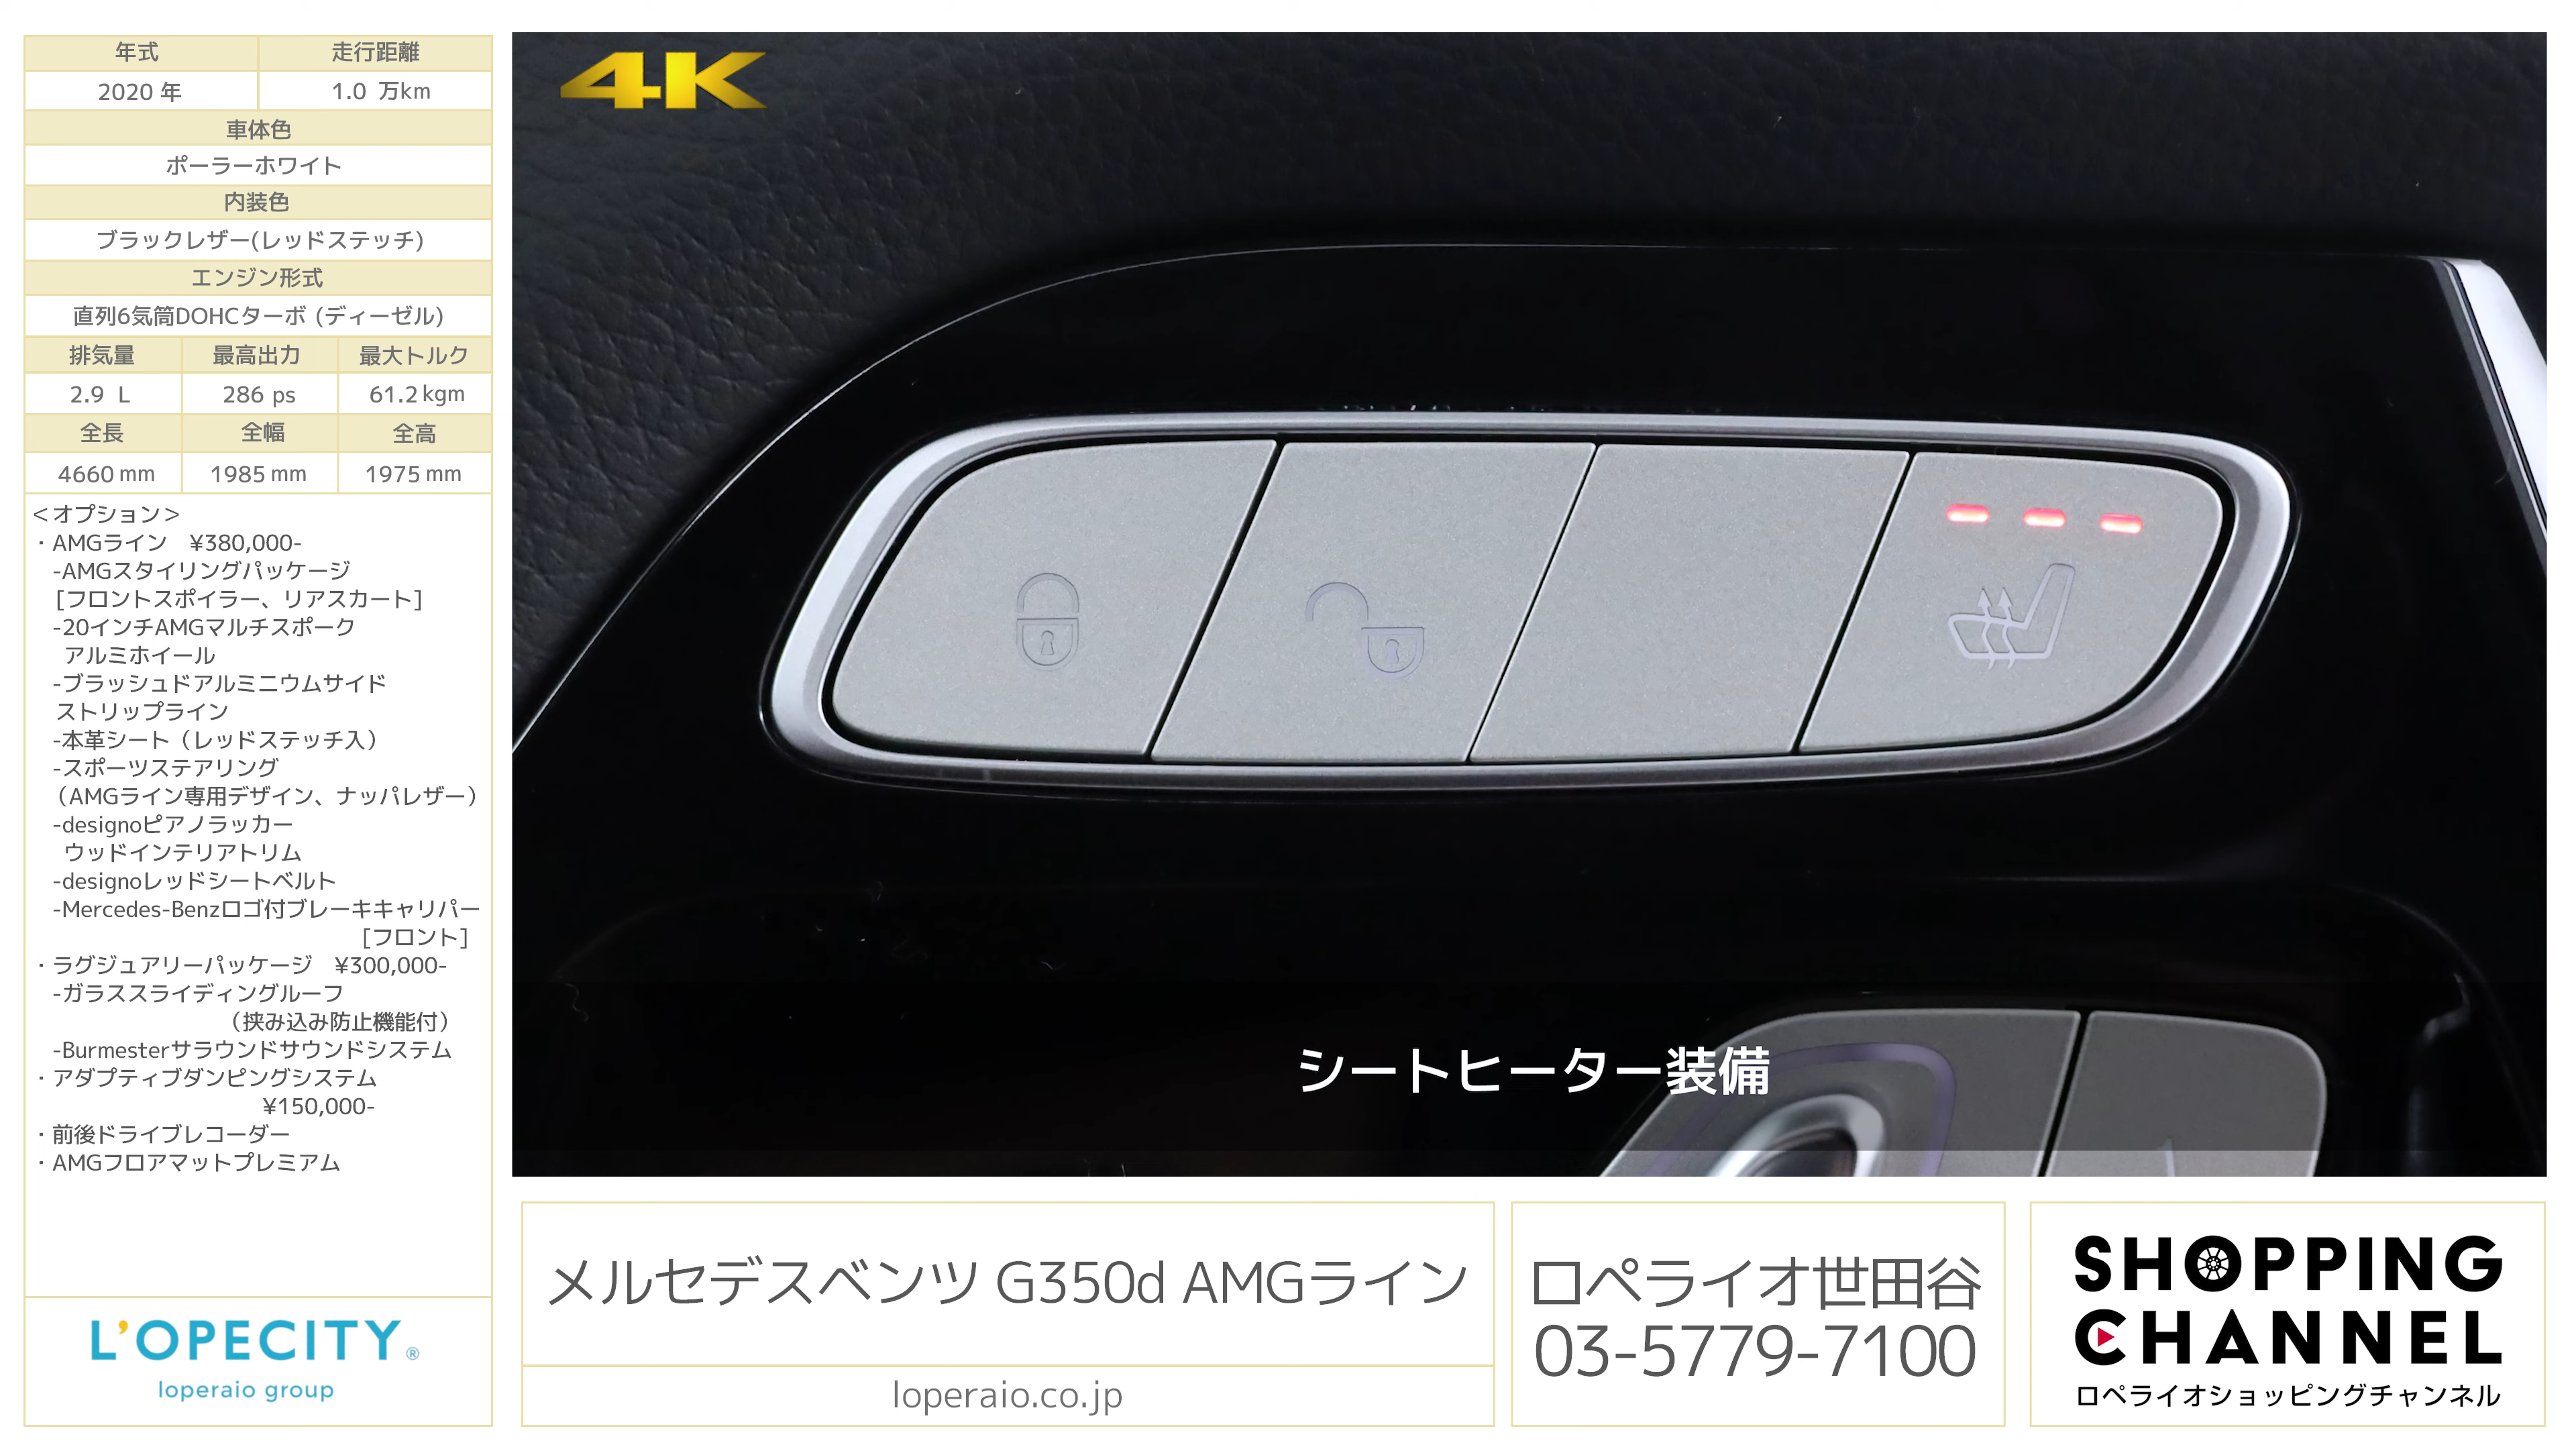 年式 走行距離
2020 年 1.0 万km
車体色
ポーラーホワイト
内装色
ブラックレザー(レッドステッチ)
エンジン形式
直列6気筒DOHCターボ (ディーゼル)
排気量 最高出力 最大トルク
2.9 L 286 ps 61.2 kgm
全長 全幅 全高
4660 mm 1985 mm 1975 mm
＜オプション＞
・AMGライン ¥380,000-
-AMGスタイリングパッケージ
[フロントスポイラー、リアスカート]
-20インチAMGマルチスポーク
アルミホイール
-ブラッシュドアルミニウムサイド
ストリップライン
-本革シート（レッドステッチ入）
-スポーツステアリング
（AMGライン専用デザイン、ナッパレザー）
-designoピアノラッカー
ウッドインテリアトリム
-designoレッドシートベルト
-Mercedes-Benzロゴ付ブレーキキャリパー
[フロント]
・ラグジュアリーパッケージ ¥300,000-
-ガラススライディングルーフ
（挟み込み防止機能付）
-Burmesterサラウンドサウンドシステム
・アダプティブダンピングシステム
¥150,000-
・前後ドライブレコーダー
・AMGフロアマットプレミアム
L'OPECITY®
loperaio group
4K
シートヒーター装備
メルセデスベンツ G350d AMGライン
loperaio.co.jp
ロペライオ世田谷
03-5779-7100
SHOPPING
CHANNEL
ロペライオショッピングチャンネル